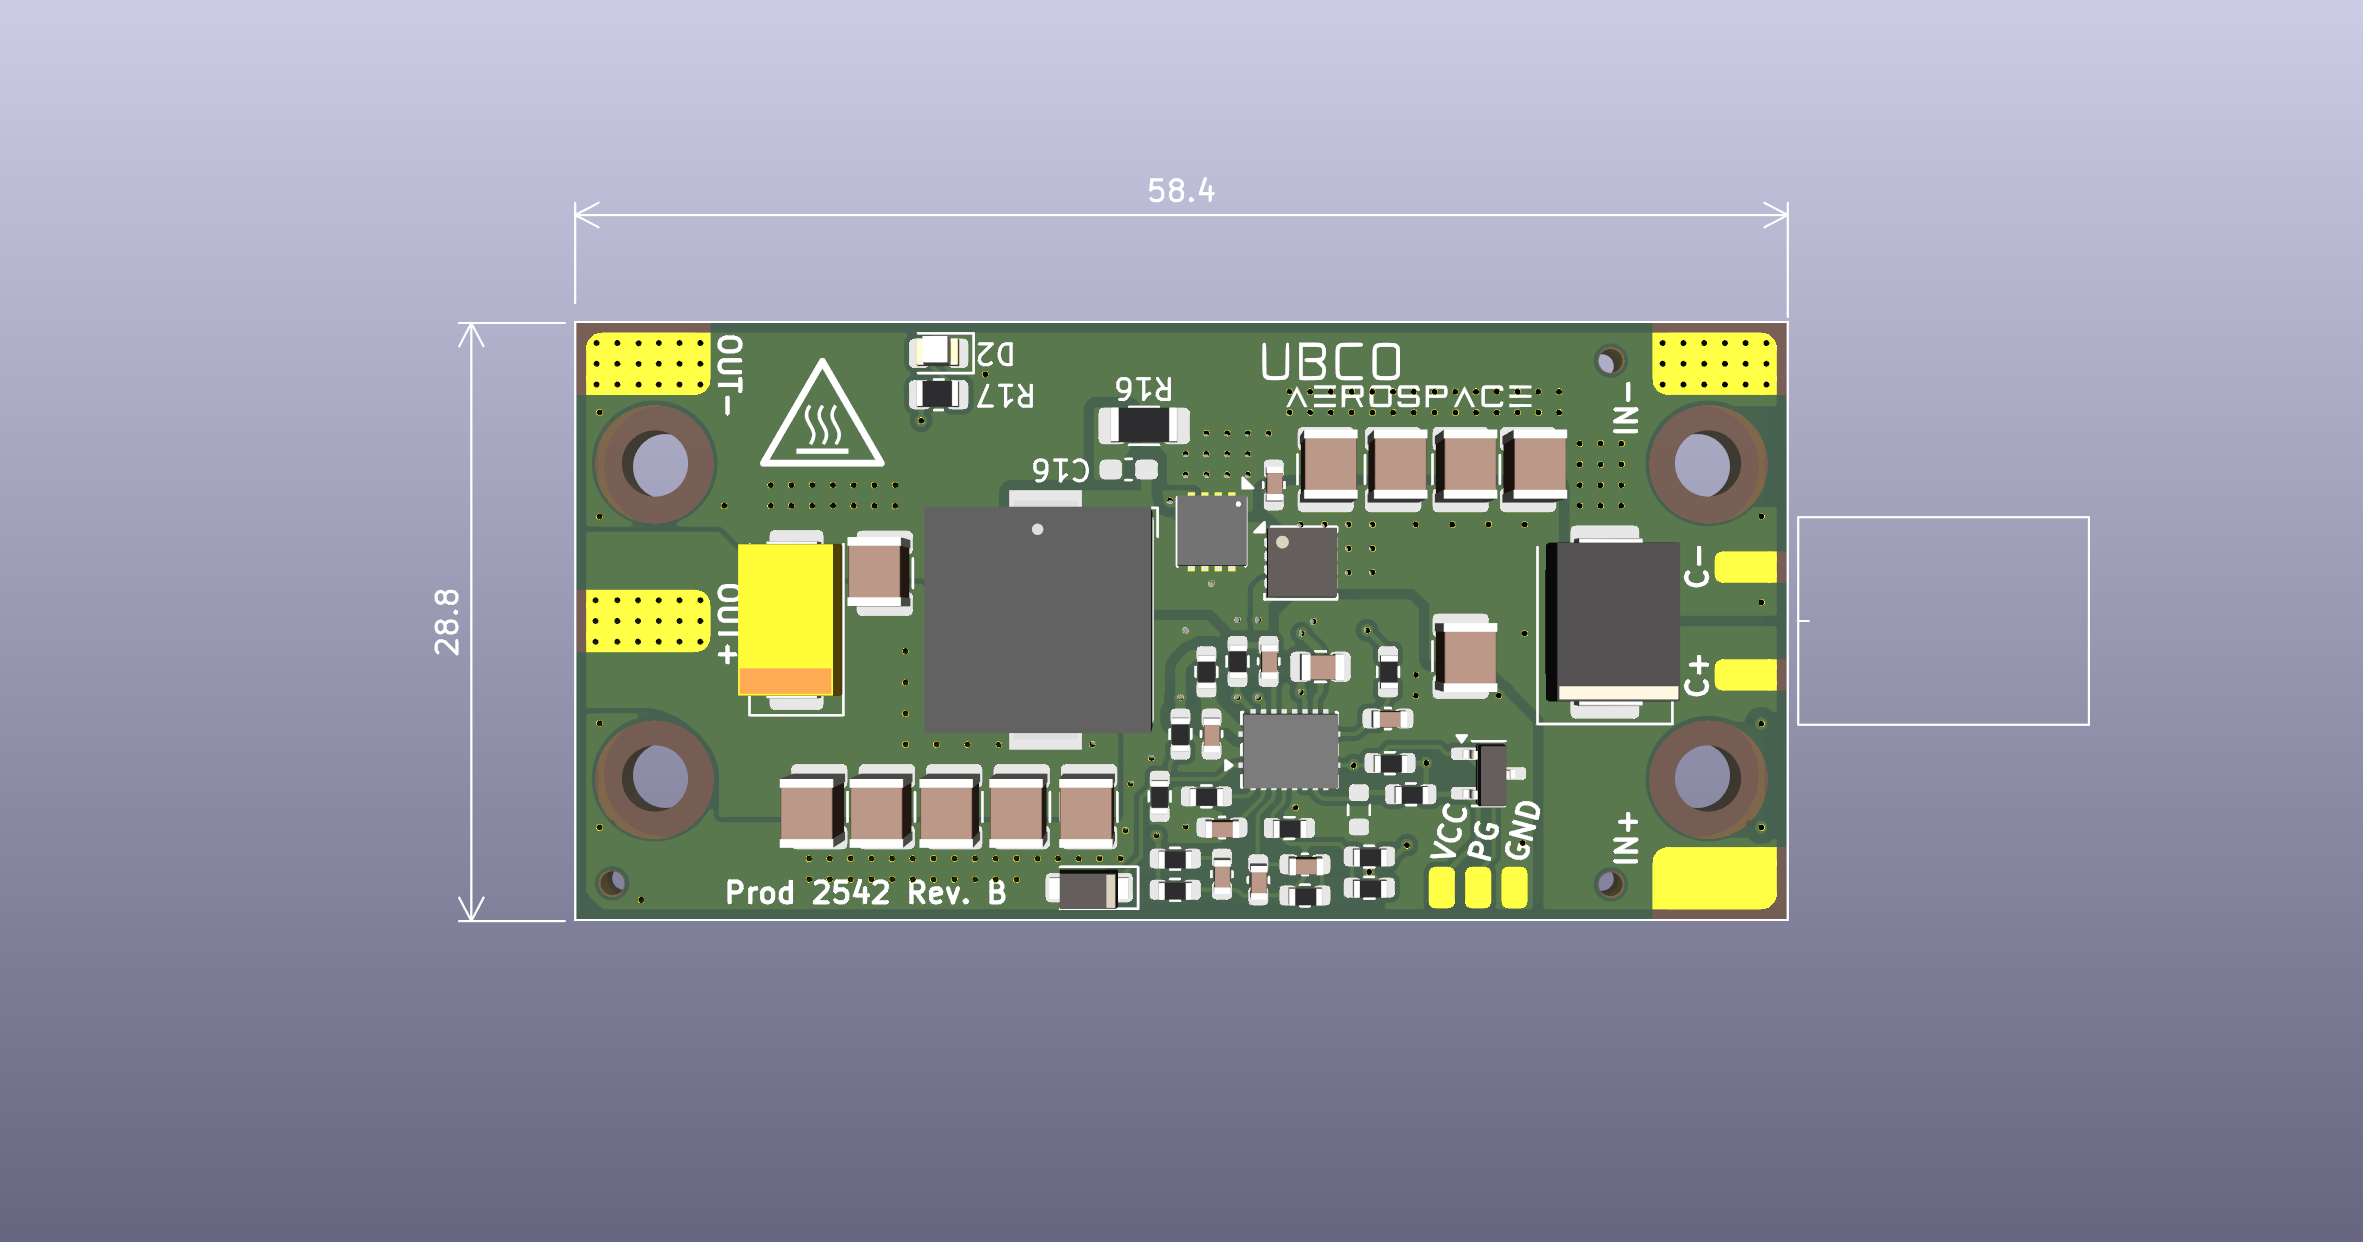 58.4
28.8
OUT-
D2
R17
R16
C16
UBCO
AEROSPACE
IN-
OUT+
C-
C+
VCC
PG
GND
IN+
Prod 2542 Rev. B